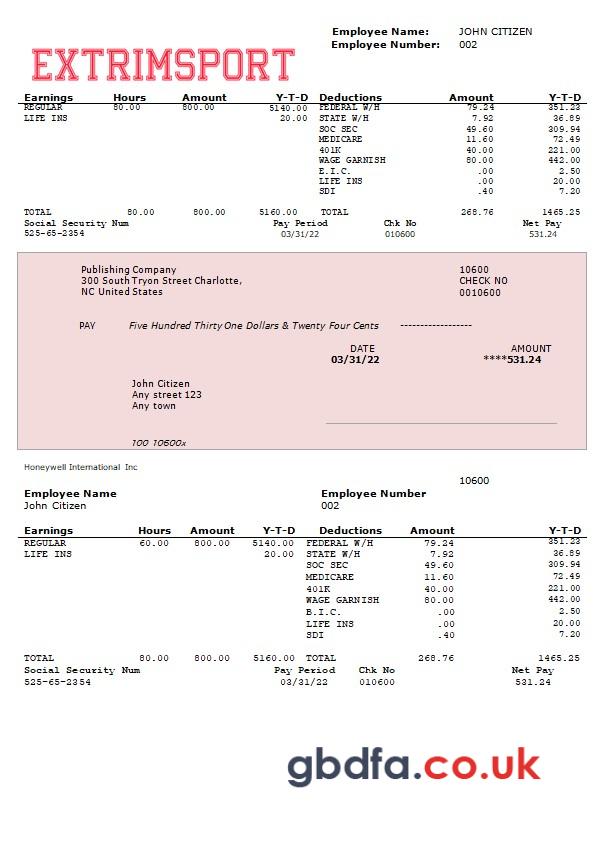 Employee Name: JOHN CITIZEN
Employee Number: 002
EXTRIMSPORT
Earnings Hours Amount Y-T-D Deductions Amount Y-T-D
REGULAR 80.00 800.00 5140.00 FEDERAL W/H 79.24 351.23
LIFE INS 20.00 STATE W/H 7.92 36.89
SOC SEC 49.60 309.94
MEDICARE 11.60 72.49
401K 40.00 221.00
WAGE GARNISH 80.00 442.00
E.I.C. .00 2.50
LIFE INS .00 20.00
SDI .40 7.20
TOTAL 80.00 800.00 5160.00 TOTAL 268.76 1465.25
Social Security Num Pay Period Chk No Net Pay
525-65-2354 03/31/22 010600 531.24
Publishing Company 10600
300 South Tryon Street Charlotte, CHECK NO
NC United States 0010600
PAY Five Hundred Thirty One Dollars & Twenty Four Cents ------------------
DATE AMOUNT
03/31/22 ****531.24
John Citizen
Any street 123
Any town
100 10600x
Honeywell International Inc
10600
Employee Name Employee Number
John Citizen 002
Earnings Hours Amount Y-T-D Deductions Amount Y-T-D
REGULAR 60.00 800.00 5140.00 FEDERAL W/H 79.24 351.23
LIFE INS 20.00 STATE W/H 7.92 36.89
SOC SEC 49.60 309.94
MEDICARE 11.60 72.49
401K 40.00 221.00
WAGE GARNISH 80.00 442.00
B.I.C. .00 2.50
LIFE INS .00 20.00
SDI .40 7.20
TOTAL 80.00 800.00 5160.00 TOTAL 268.76 1465.25
Social Security Num Pay Period Chk No Net Pay
525-65-2354 03/31/22 010600 531.24
gbdfa.co.uk